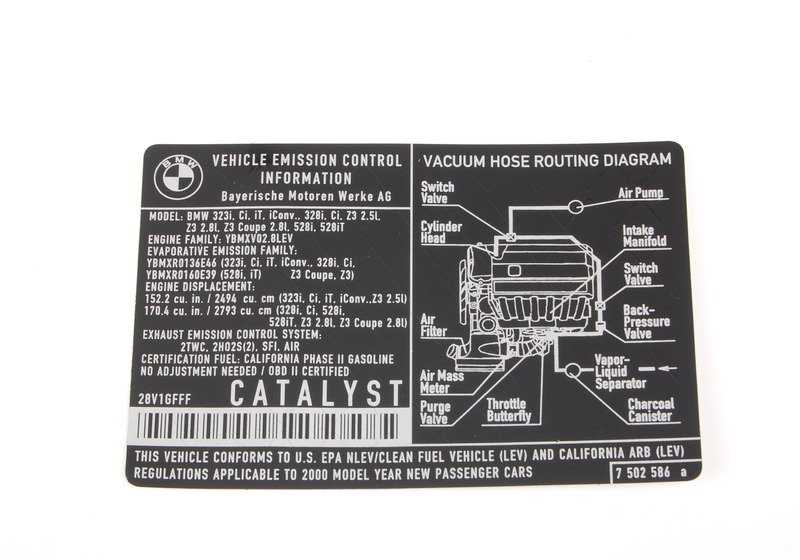 BMW
VEHICLE EMISSION CONTROL
INFORMATION
Bayerische Motoren Werke AG
MODEL: BMW 323i, Ci, iT, iConv., 328i, Ci, Z3 2.5l,
Z3 2.8l, Z3 Coupe 2.8l, 528i, 528iT
ENGINE FAMILY: YBMXV02.8LEV
EVAPORATIVE EMISSION FAMILY:
YBMXR0136E46 (323i, Ci, iT, iConv., 328i, Ci,
YBMXR0160E39 (528i, iT) Z3 Coupe, Z3)
ENGINE DISPLACEMENT:
152.2 cu. in. / 2494 cu. cm (323i, Ci, iT, iConv.,Z3 2.5l)
170.4 cu. in. / 2793 cu. cm (328i, Ci, 528i,
528iT, Z3 2.8l, Z3 Coupe 2.8l)
EXHAUST EMISSION CONTROL SYSTEM:
2TWC, 2HO2S(2), SFI, AIR
CERTIFICATION FUEL: CALIFORNIA PHASE II GASOLINE
NO ADJUSTMENT NEEDED / OBD II CERTIFIED
28V1GFFF CATALYST
VACUUM HOSE ROUTING DIAGRAM
Switch
Valve
Air Pump
Cylinder
Head
Intake
Manifold
Switch
Valve
Air
Filter
Back-
Pressure
Valve
Air Mass
Meter
Vapor-
Liquid
Separator
Purge
Valve
Throttle
Butterfly
Charcoal
Canister
THIS VEHICLE CONFORMS TO U.S. EPA NLEV/CLEAN FUEL VEHICLE (LEV) AND CALIFORNIA ARB (LEV)
REGULATIONS APPLICABLE TO 2000 MODEL YEAR NEW PASSENGER CARS
7 502 586 a